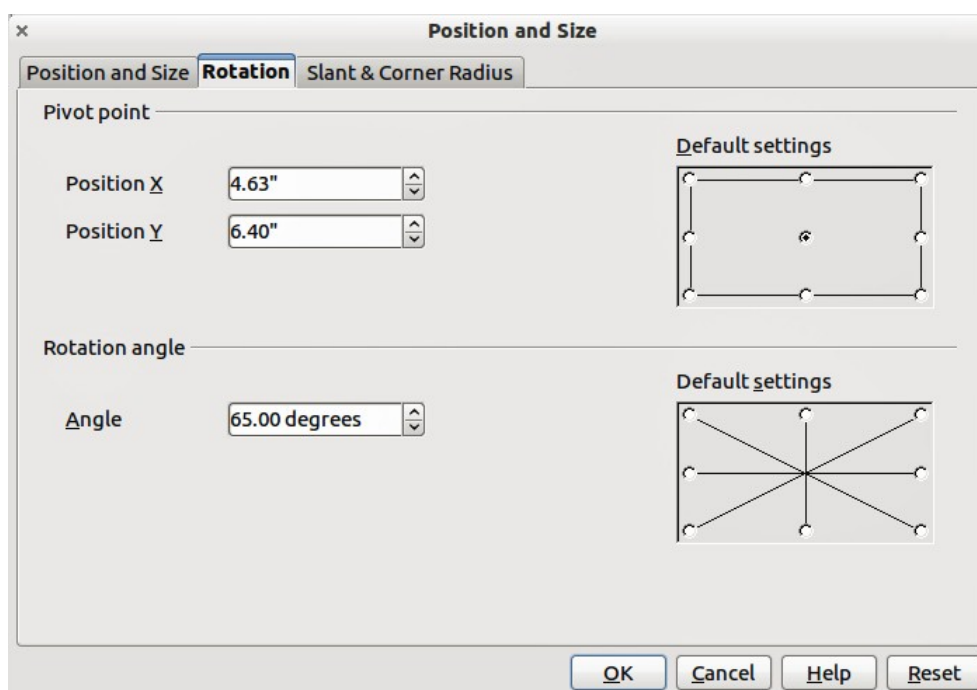 Position and Size
Position and Size Rotation Slant & Corner Radius
Pivot point
Default settings
Position X 4.63"
Position Y 6.40"
Rotation angle
Default settings
Angle 65.00 degrees
OK Cancel Help Reset